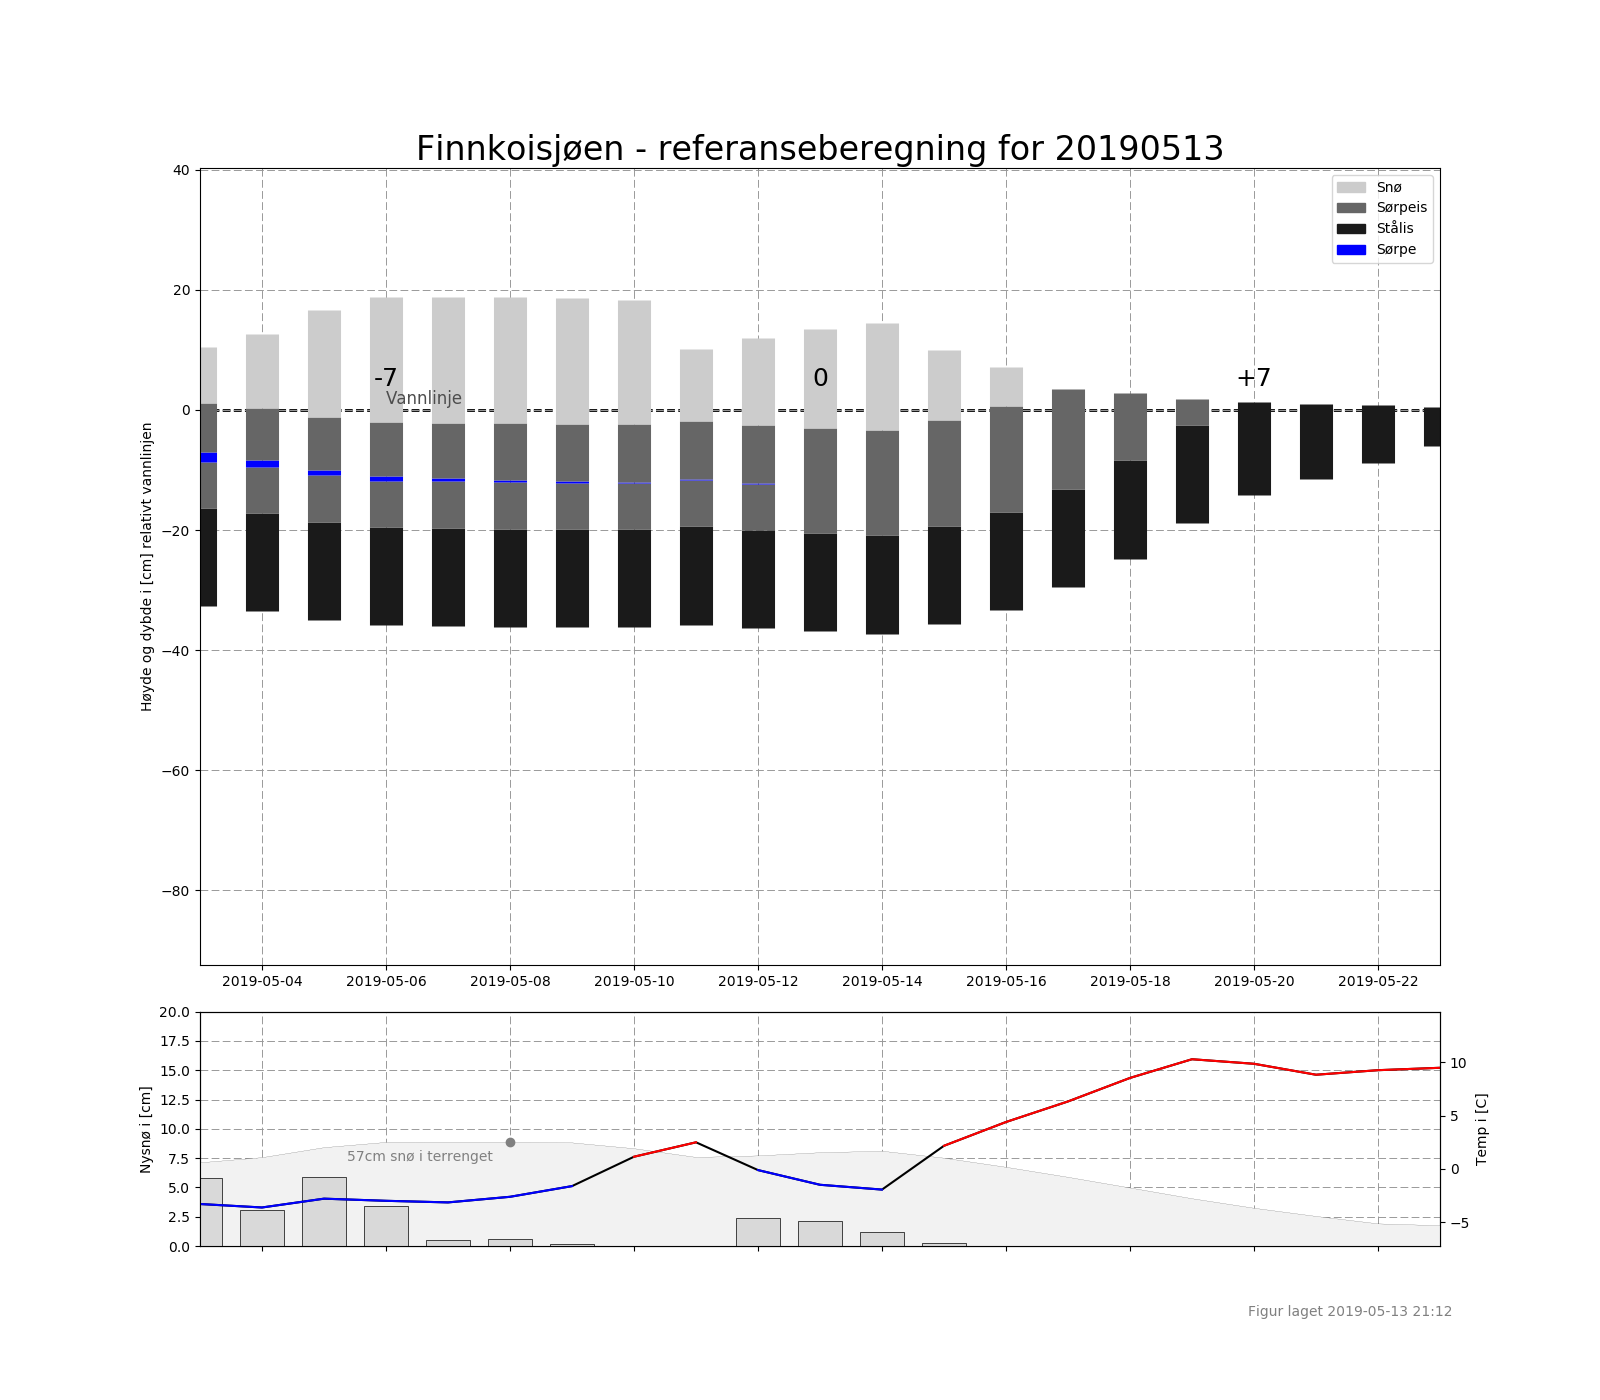 Finnkoisjøen - referanseberegning for 20190513
40
20
0
−20
−40
−60
−80
Høyde og dybde i [cm] relativt vannlinjen
Snø
Sørpeis
Stålis
Sørpe
-7
0
+7
Vannlinje
2019-05-04 2019-05-06 2019-05-08 2019-05-10 2019-05-12 2019-05-14 2019-05-16 2019-05-18 2019-05-20 2019-05-22
20.0
17.5
15.0
12.5
10.0
7.5
5.0
2.5
0.0
Nysnø i [cm]
57cm snø i terrenget
10
5
0
−5
Temp i [C]
Figur laget 2019-05-13 21:12